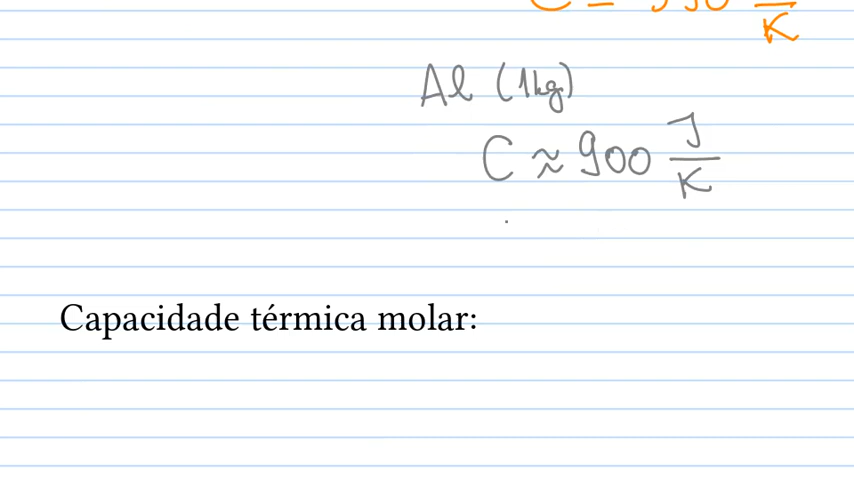 K
Al (1kg)
C ≈ 900 J/K
Capacidade térmica molar: